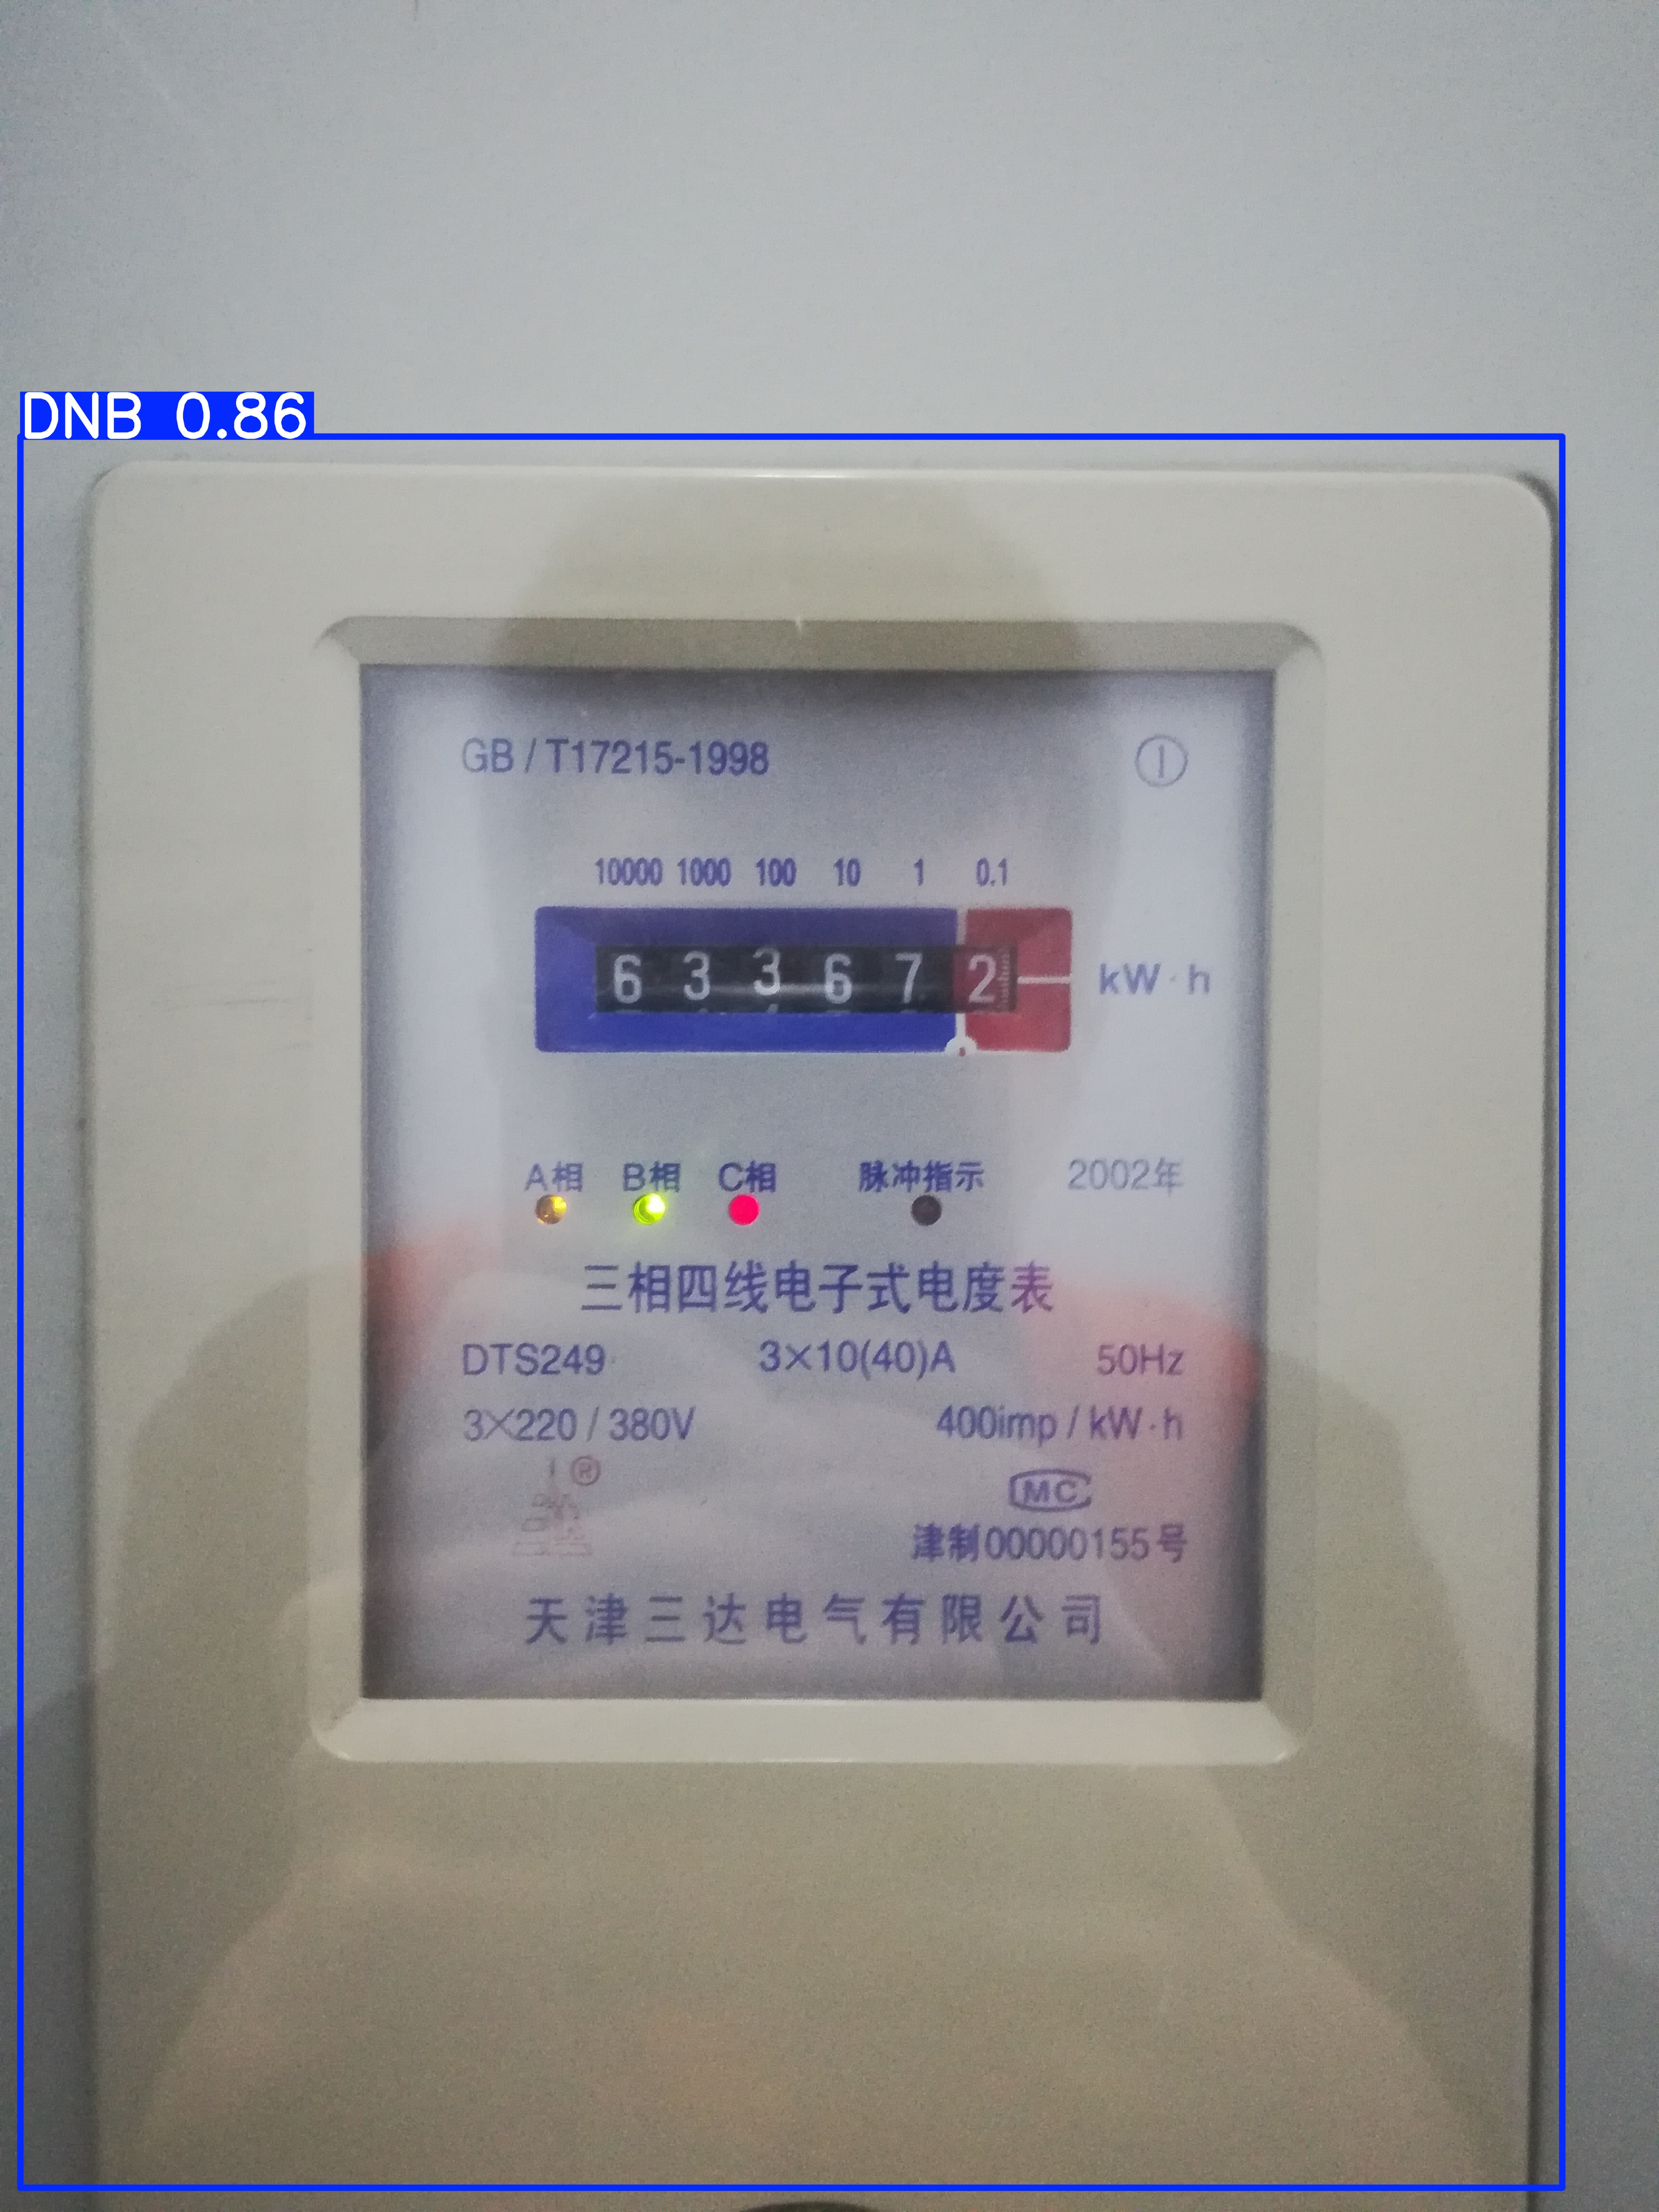 DNB 0.86
GB / T17215-1998
10000 1000 100 10 1 0.1
6 3 3 6 7 2 kW·h
A相 B相 C相 脉冲指示 2002年
三相四线电子式电度表
DTS249 3×10(40)A 50Hz
3×220 / 380V 400imp / kW·h
®
MC
津制00000155号
天津三达电气有限公司